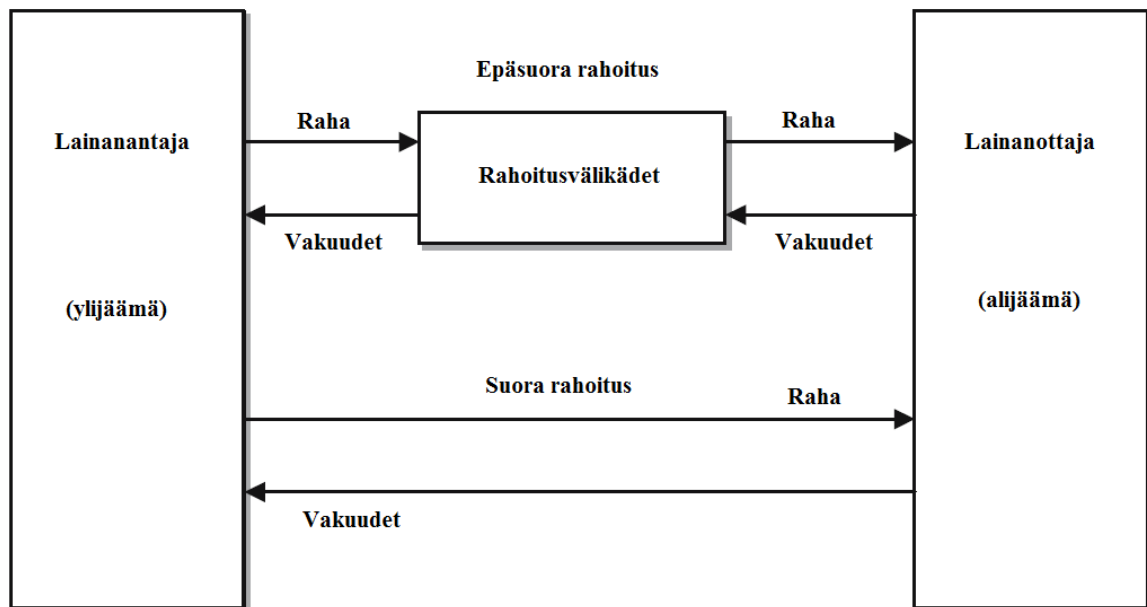 Epäsuora rahoitus
Raha
Raha
Lainanantaja
Lainanottaja
Rahoitusvälikädet
Vakuudet
Vakuudet
(ylijäämä)
(alijäämä)
Suora rahoitus
Raha
Vakuudet